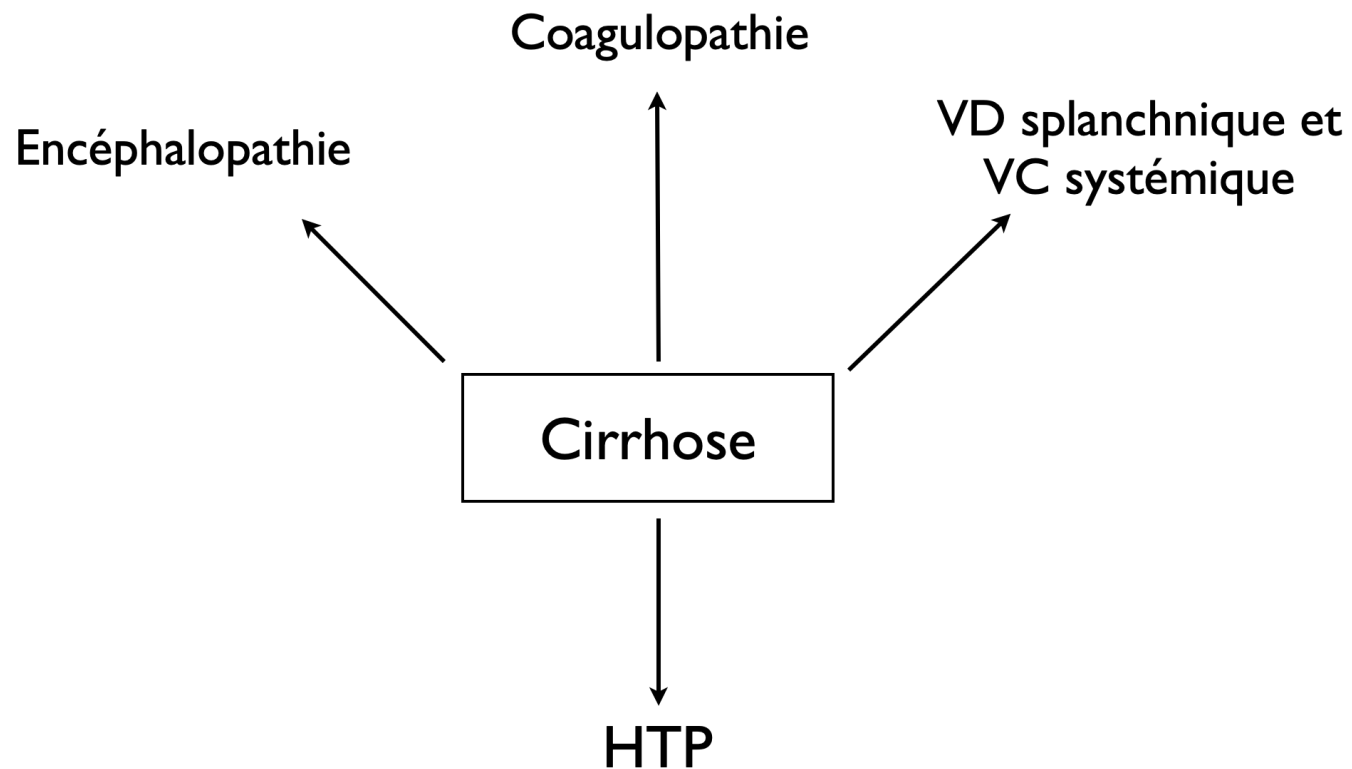 Coagulopathie
Encéphalopathie
VD splanchnique et
VC systémique
Cirrhose
HTP